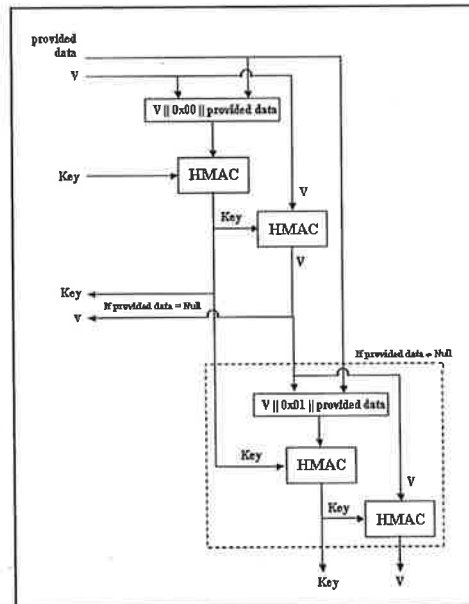 provided
data
V
V || 0x00 || provided data
Key
HMAC
V
Key
HMAC
V
Key
If provided data = Null
V
If provided data ≠ Null
V || 0x01 || provided data
Key
HMAC
V
Key
HMAC
Key
V